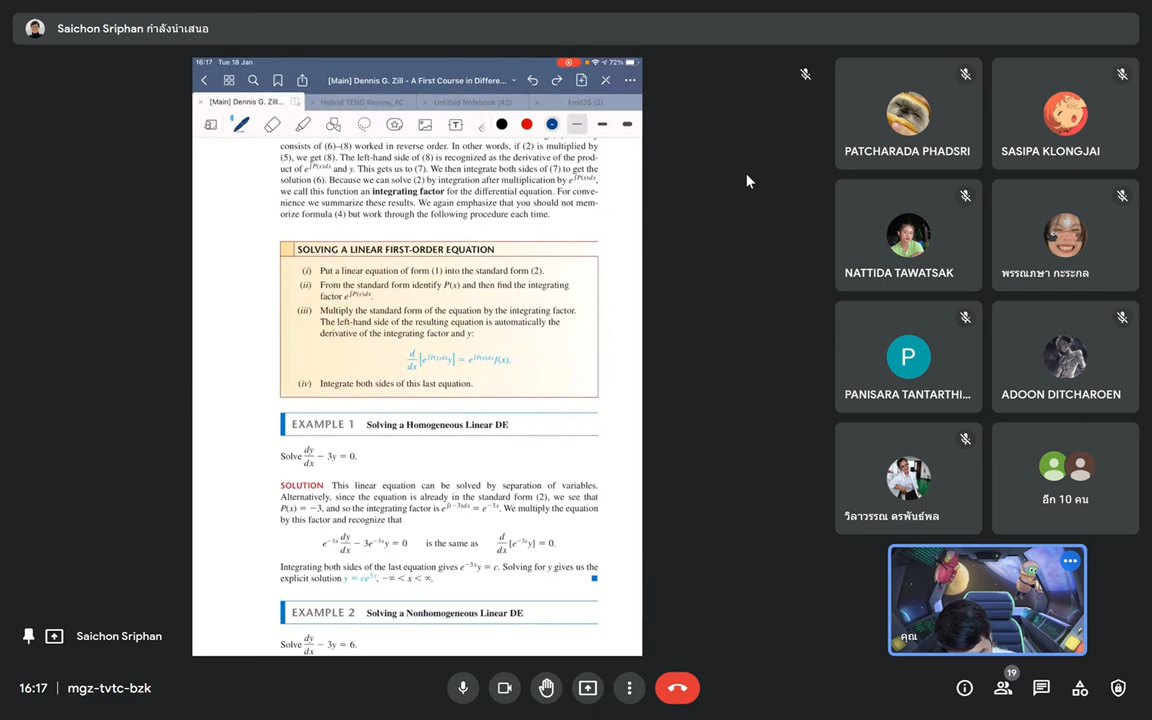 Saichon Sriphan กำลังนำเสนอ
16:17 Tue 18 Jan
72%
[Main] Dennis G. Zill - A First Course in Differe...
[Main] Dennis G. Zill...
Hybrid TENG Review_AC...
Untitled Notebook (42)
consists of (6)–(8) worked in reverse order. In other words, if (2) is multiplied by
(5), we get (8). The left-hand side of (8) is recognized as the derivative of the prod-
uct of e^∫P(x)dx and y. This gets us to (7). We then integrate both sides of (7) to get the
solution (6). Because we can solve (2) by integration after multiplication by e^∫P(x)dx,
we call this function an integrating factor for the differential equation. For conve-
nience we summarize these results. We again emphasize that you should not mem-
orize formula (4) but work through the following procedure each time.
SOLVING A LINEAR FIRST-ORDER EQUATION
(i) Put a linear equation of form (1) into the standard form (2).
(ii) From the standard form identify P(x) and then find the integrating
factor e^∫P(x)dx.
(iii) Multiply the standard form of the equation by the integrating factor.
The left-hand side of the resulting equation is automatically the
derivative of the integrating factor and y:
d/dx [e^∫P(x)dx y] = e^∫P(x)dx f(x).
(iv) Integrate both sides of this last equation.
EXAMPLE 1 Solving a Homogeneous Linear DE
Solve dy/dx − 3y = 0.
SOLUTION This linear equation can be solved by separation of variables.
Alternatively, since the equation is already in the standard form (2), we see that
P(x) = −3, and so the integrating factor is e^∫(−3)dx = e^−3x. We multiply the equation
by this factor and recognize that
e^−3x dy/dx − 3e^−3x y = 0 is the same as d/dx [e^−3x y] = 0.
Integrating both sides of the last equation gives e^−3x y = c. Solving for y gives us the
explicit solution y = ce^3x, −∞ < x < ∞.
EXAMPLE 2 Solving a Nonhomogeneous Linear DE
Solve dy/dx − 3y = 6.
PATCHARADA PHADSRI
SASIPA KLONGJAI
NATTIDA TAWATSAK
พรรณภษา กะระกล
P
PANISARA TANTARTHI...
ADOON DITCHAROEN
วิลาวรรณ ดรพันธ์พล
อีก 10 คน
คุณ
Saichon Sriphan
16:17 | mgz-tvtc-bzk
19